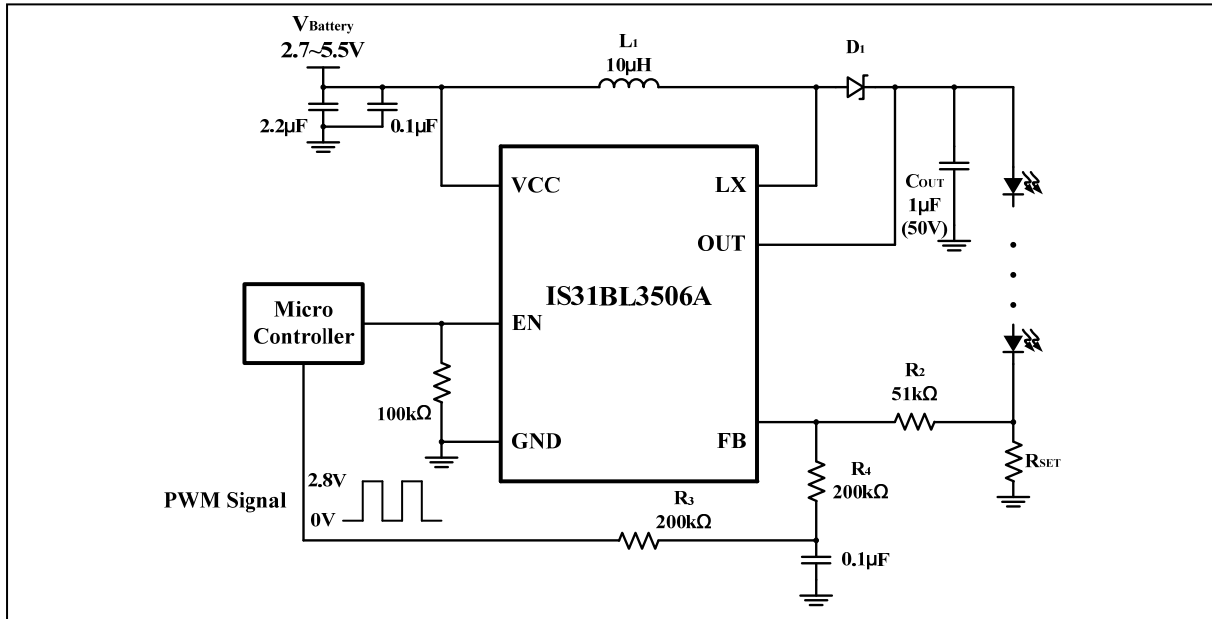 VBattery
2.7~5.5V
L1
10µH
D1
2.2µF
0.1µF
VCC
LX
COUT
1µF
(50V)
OUT
IS31BL3506A
Micro
Controller
EN
R2
51kΩ
100kΩ
GND
FB
RSET
R4
200kΩ
PWM Signal
2.8V
0V
R3
200kΩ
0.1µF